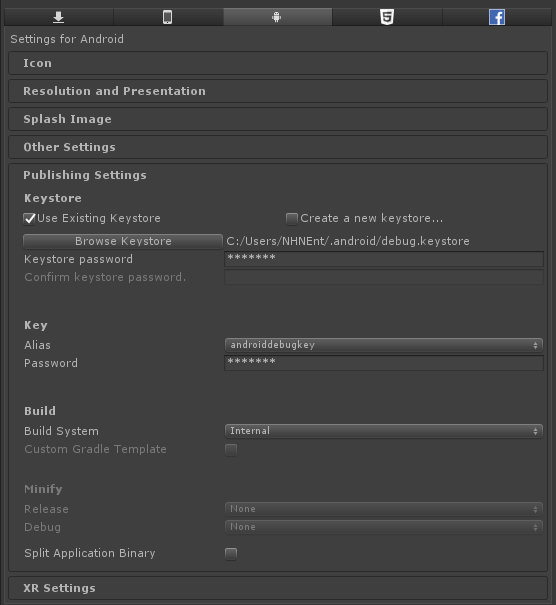 Settings for Android
Icon
Resolution and Presentation
Splash Image
Other Settings
Publishing Settings
Keystore
Use Existing Keystore Create a new keystore...
Browse Keystore C:/Users/NHNEnt/.android/debug.keystore
Keystore password *******
Confirm keystore password.
Key
Alias androiddebugkey
Password *******
Build
Build System Internal
Custom Gradle Template
Minify
Release None
Debug None
Split Application Binary
XR Settings